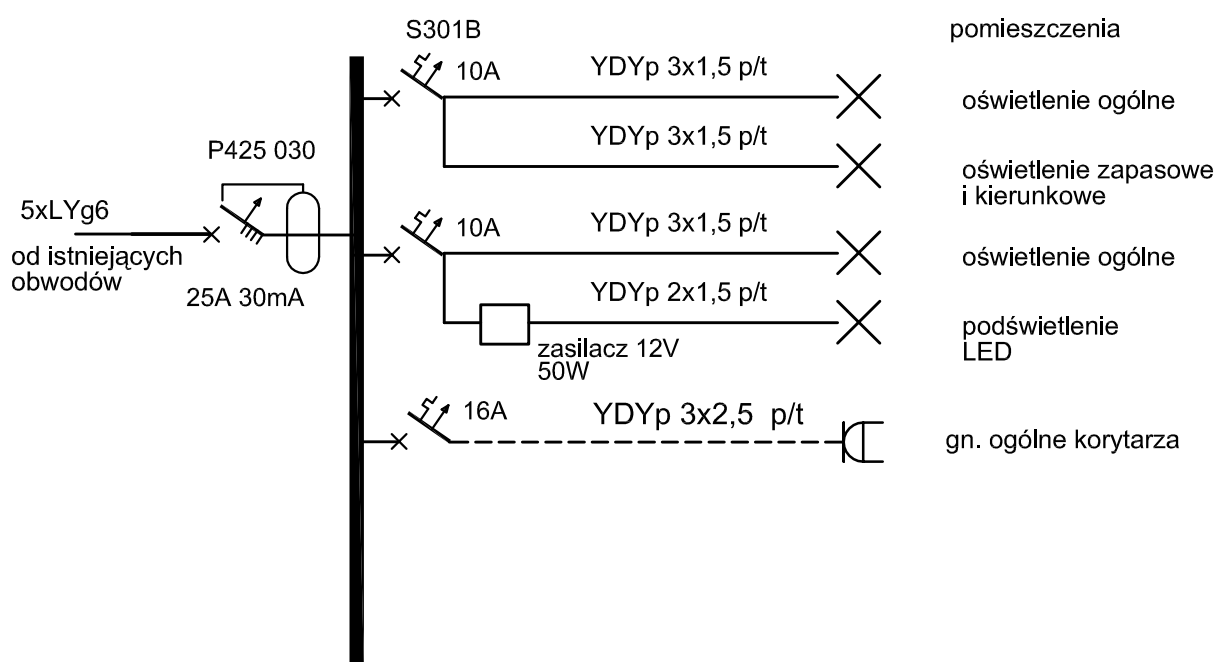 S301B
pomieszczenia
10A
YDYp 3x1,5 p/t
oświetlenie ogólne
YDYp 3x1,5 p/t
oświetlenie zapasowe
i kierunkowe
P425 030
5xLYg6
od istniejących
obwodów
25A 30mA
10A
YDYp 3x1,5 p/t
oświetlenie ogólne
YDYp 2x1,5 p/t
podświetlenie
LED
zasilacz 12V
50W
16A
YDYp 3x2,5 p/t
gn. ogólne korytarza